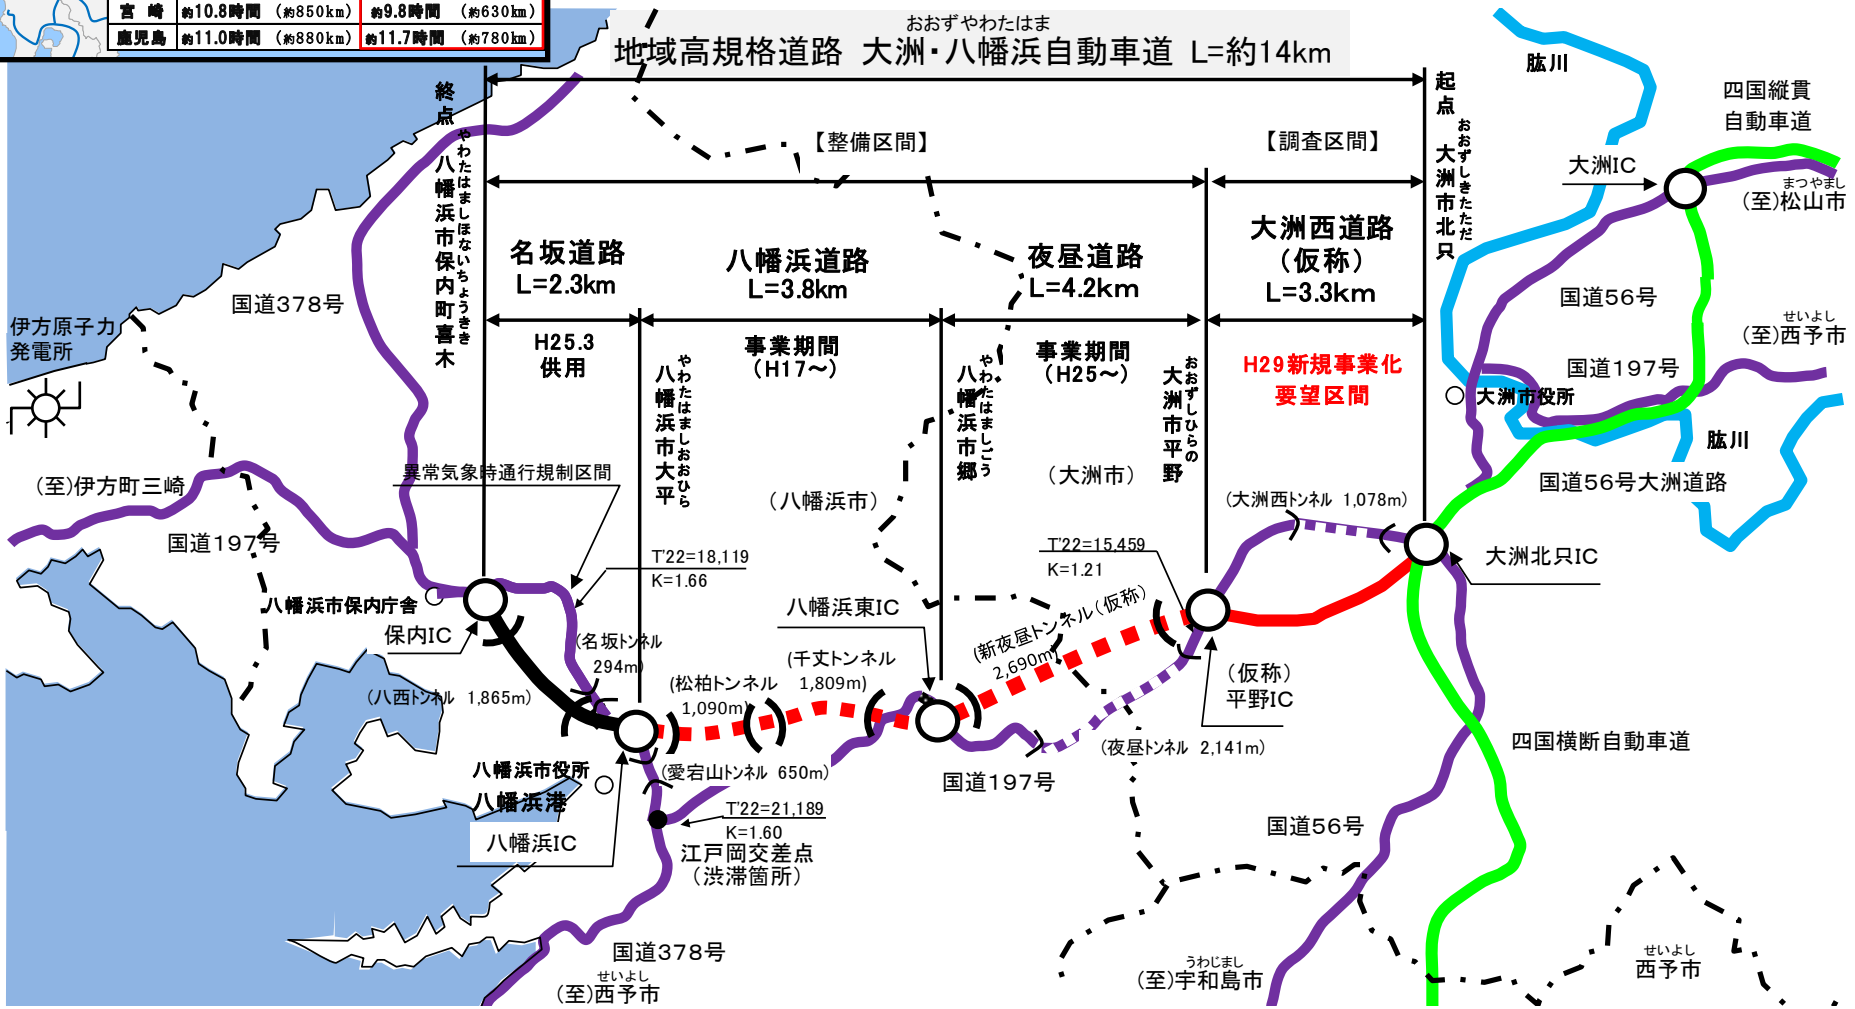 宮崎 約10.8時間 （約850km） 約9.8時間 （約630km）
鹿児島 約11.0時間 （約880km） 約11.7時間 （約780km）
おおずやわたはま
地域高規格道路 大洲・八幡浜自動車道 L=約14km
終点 八幡浜市保内町喜木
やわたはましほないちょうきき
起点 大洲市北只
おおずしきただ
【整備区間】
【調査区間】
肱川
四国縦貫
自動車道
大洲IC
まつやまし
（至）松山市
名坂道路
L=2.3km
八幡浜道路
L=3.8km
夜昼道路
L=4.2km
大洲西道路
（仮称）
L=3.3km
国道378号
国道56号
せいよし
（至）西予市
伊方原子力
発電所
H25.3
供用
事業期間
（H17～）
事業期間
（H25～）
H29新規事業化
要望区間
国道197号
大洲市役所
八幡浜市大平
やわたはましおおひら
八幡浜市郷
やわたはましごう
大洲市平野
おおずしひらの
肱川
異常気象時通行規制区間
（至）伊方町三崎
（八幡浜市）
（大洲市）
（大洲西トンネル 1,078m）
国道56号大洲道路
国道197号
T'22=18,119
K=1.66
T'22=15,459
K=1.21
大洲北只IC
八幡浜市保内庁舎
保内IC
八幡浜東IC
（名坂トンネル
294m）
（新夜昼トンネル（仮称）
2,690m）
（千丈トンネル
1,809m）
（松柏トンネル
1,090m）
（八西トンネル 1,865m）
（仮称）
平野IC
（夜昼トンネル 2,141m）
四国横断自動車道
八幡浜市役所
八幡浜港
（愛宕山トンネル 650m）
国道197号
T'22=21,189
K=1.60
八幡浜IC
江戸岡交差点
（渋滞箇所）
国道56号
国道378号
せいよし
（至）西予市
うわじまし
（至）宇和島市
せいよし
西予市